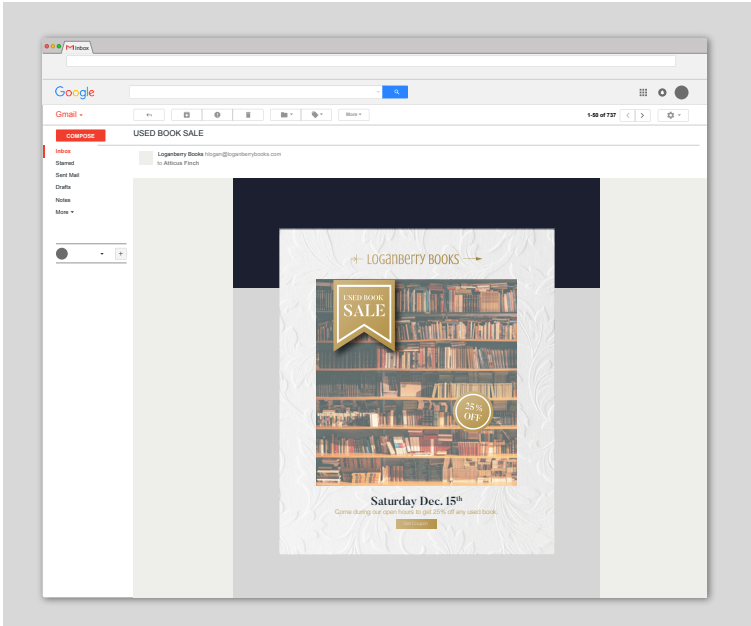 Inbox
Google
Gmail
More
1-50 of 737
COMPOSE
USED BOOK SALE
Inbox
Starred
Sent Mail
Drafts
Notes
More
Loganberry Books hlogan@loganberrybooks.com
to Atticus Finch
+
LOGANBERRY BOOKS
USED BOOK
SALE
25%
OFF
Saturday Dec. 15th
Come during our open hours to get 25% off any used book.
Get Coupon